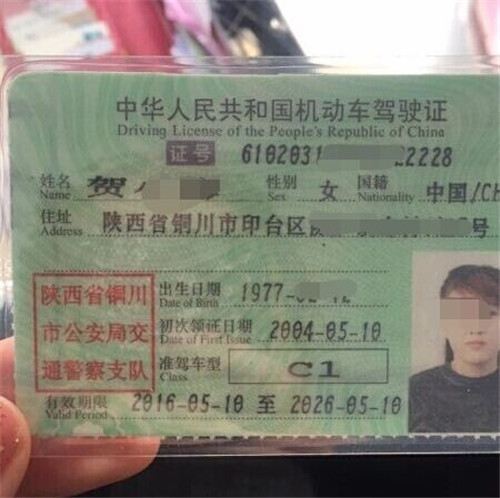 中华人民共和国机动车驾驶证
Driving License of the People's Republic of China
证号 6102031 22228
姓名 贺 性别 女 国籍 中国/CH
Name Sex Nationality
住址 陕西省铜川市印台区 号
Address
陕西省铜川
市公安局交
通警察支队
出生日期 1977-
Date of Birth
初次领证日期 2004-05-10
Date of First Issue
准驾车型 C1
Class
有效期限 2016-05-10 至 2026-05-10
Valid Period